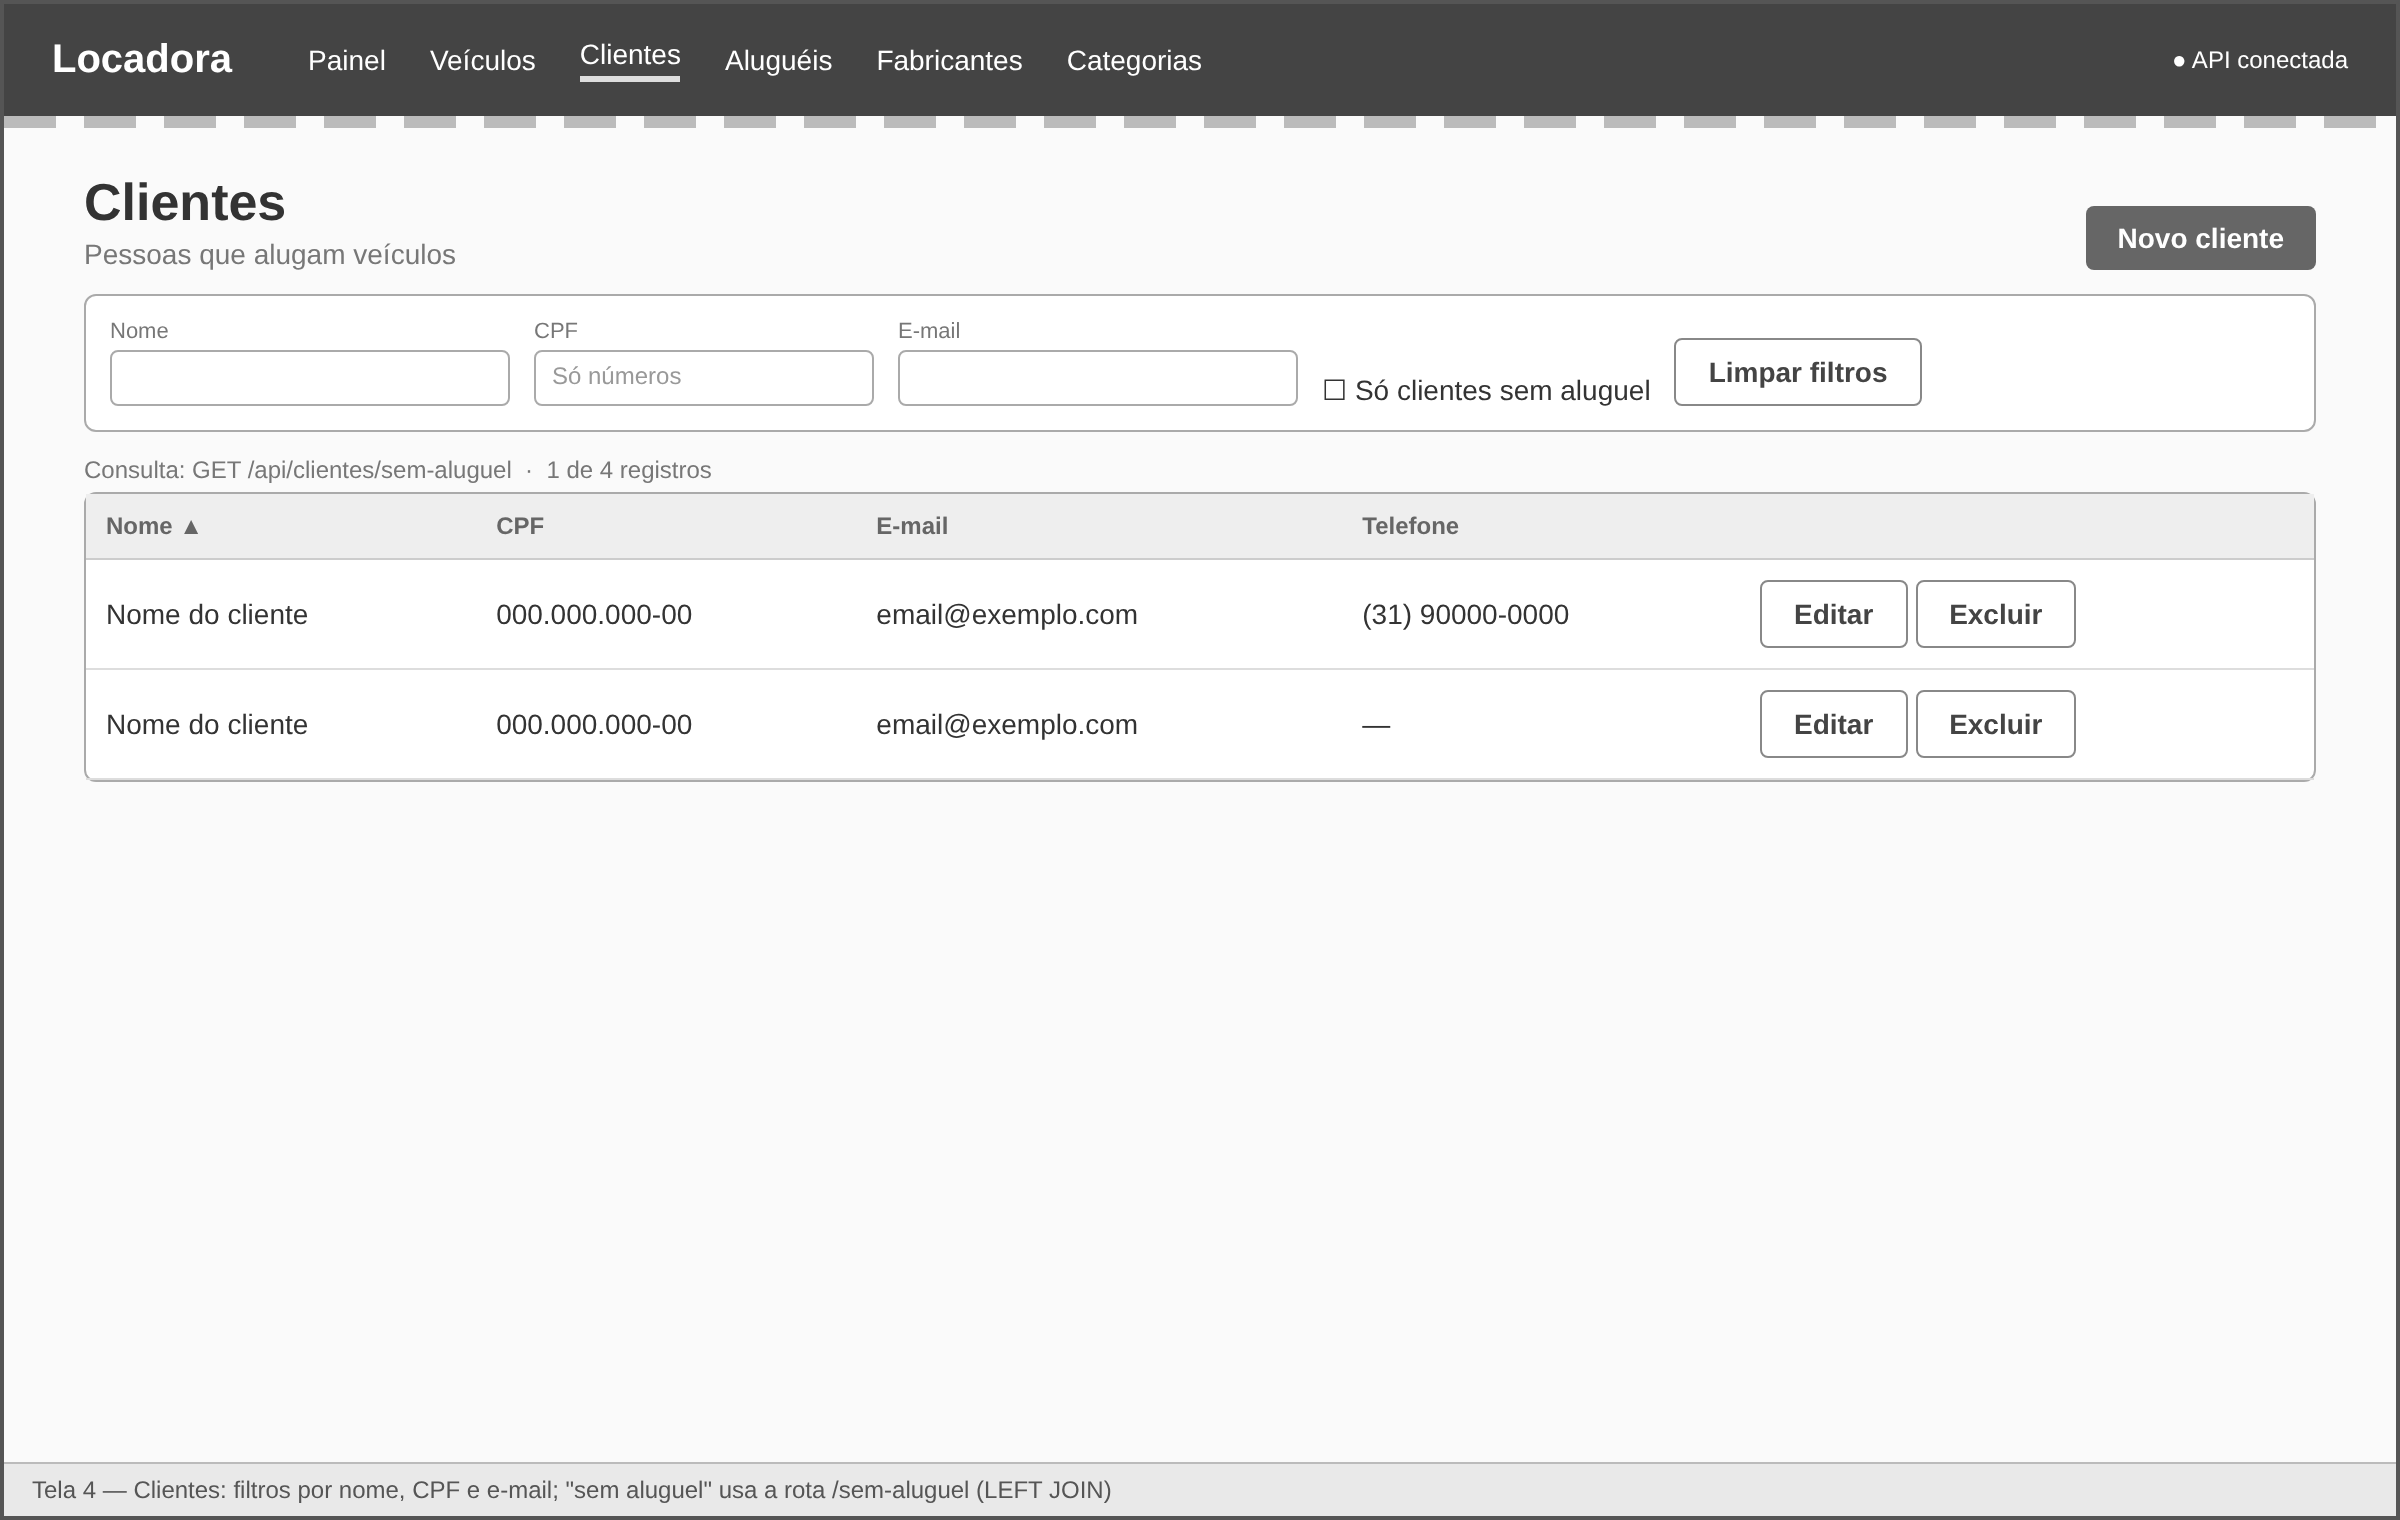 Locadora Painel Veículos Clientes Aluguéis Fabricantes Categorias ● API conectada
Clientes
Pessoas que alugam veículos
Novo cliente
Nome CPF E-mail
Só números ☐ Só clientes sem aluguel Limpar filtros
Consulta: GET /api/clientes/sem-aluguel · 1 de 4 registros
Nome ▲ CPF E-mail Telefone
Nome do cliente 000.000.000-00 email@exemplo.com (31) 90000-0000 Editar Excluir
Nome do cliente 000.000.000-00 email@exemplo.com — Editar Excluir
Tela 4 — Clientes: filtros por nome, CPF e e-mail; "sem aluguel" usa a rota /sem-aluguel (LEFT JOIN)